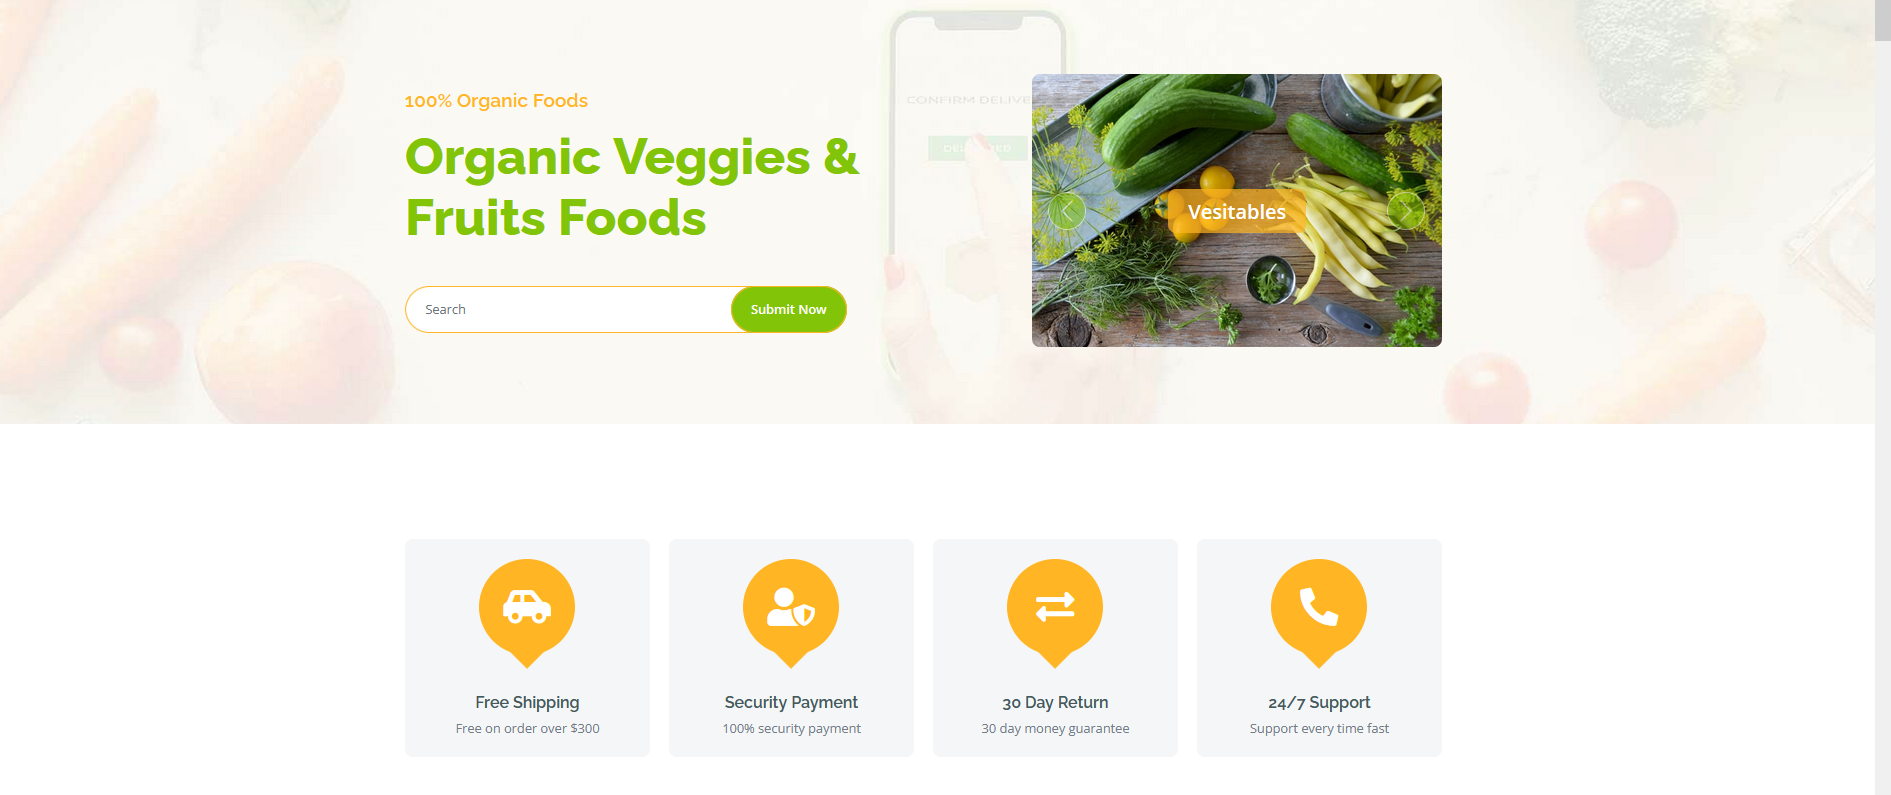 100% Organic Foods
Organic Veggies &
Fruits Foods
Search
Submit Now
CONFIRM DELIVE
Vesitables
Free Shipping
Free on order over $300
Security Payment
100% security payment
30 Day Return
30 day money guarantee
24/7 Support
Support every time fast